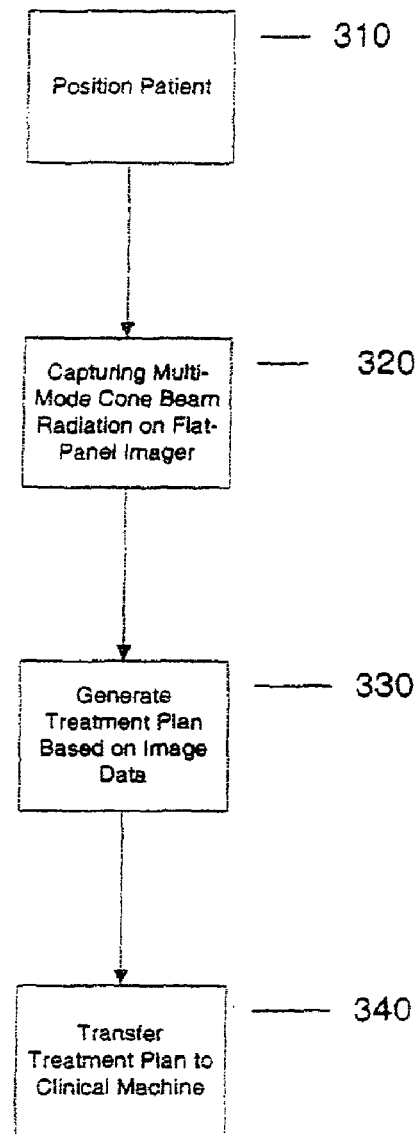 310
Position Patient
320
Capturing Multi-
Mode Cone Beam
Radiation on Flat-
Panel Imager
330
Generate
Treatment Plan
Based on Image
Data
340
Transfer
Treatment Plan to
Clinical Machine